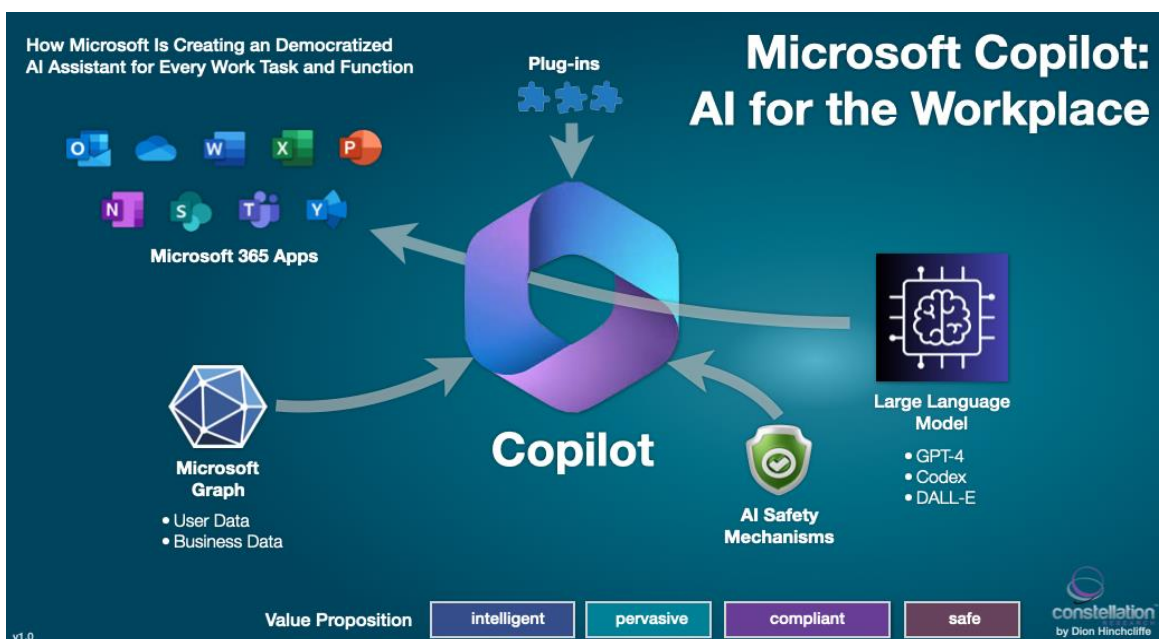 How Microsoft Is Creating an Democratized
AI Assistant for Every Work Task and Function
Plug-ins
Microsoft Copilot:
AI for the Workplace
O
W
X
P
N
S
T
Y
Microsoft 365 Apps
Microsoft
Graph
• User Data
• Business Data
Copilot
AI Safety
Mechanisms
Large Language
Model
• GPT-4
• Codex
• DALL-E
Value Proposition
intelligent
pervasive
compliant
safe
constellation
RESEARCH
by Dion Hinchcliffe
v1.0